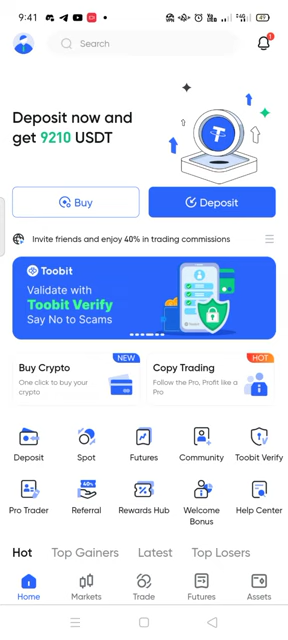 9:41
49
Search
1
Deposit now and
get 9210 USDT
Buy
Deposit
Invite friends and enjoy 40% in trading commissions
Toobit
Validate with
Toobit Verify
Say No to Scams
NEW
HOT
Buy Crypto
One click to buy your
crypto
Copy Trading
Follow the Pro, Profit like a
Pro
Deposit
Spot
Futures
Community
Toobit Verify
40%
Pro Trader
Referral
Rewards Hub
Welcome
Bonus
Help Center
Hot
Top Gainers
Latest
Top Losers
Home
Markets
Trade
Futures
Assets